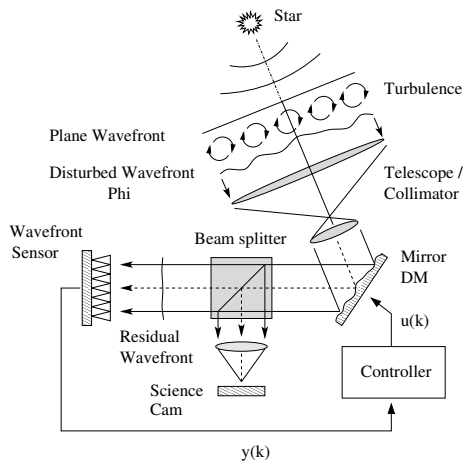 Star
Turbulence
Plane Wavefront
Disturbed Wavefront
Phi
Telescope /
Collimator
Wavefront
Sensor
Beam splitter
Mirror
DM
u(k)
Residual
Wavefront
Controller
Science
Cam
y(k)